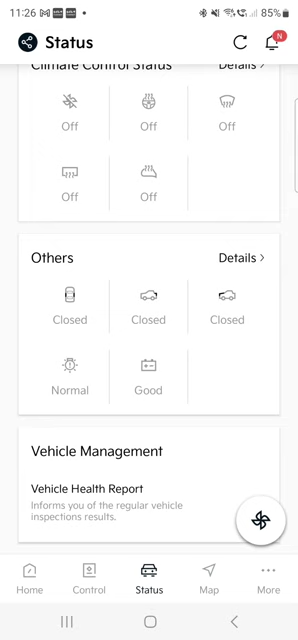 11:26
85%
Status
N
Climate Control Status
Details >
Off
Off
Off
Off
Off
Others
Details >
Closed
Closed
Closed
Normal
Good
Vehicle Management
Vehicle Health Report
Informs you of the regular vehicle
inspections results.
Home
Control
Status
Map
More